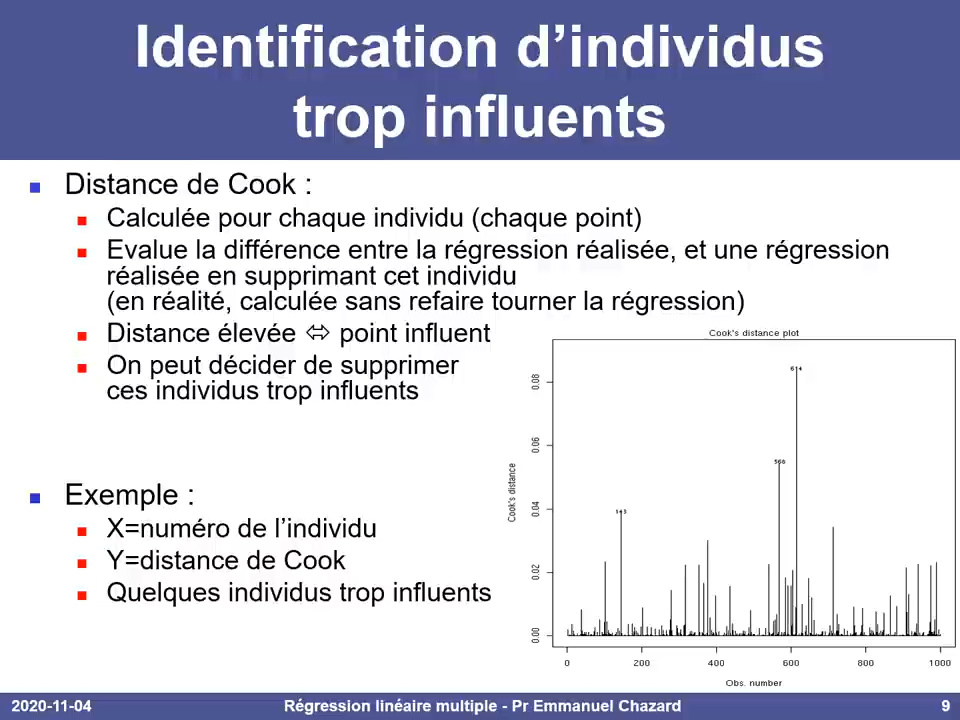 Identification d’individus
trop influents
Distance de Cook :
Calculée pour chaque individu (chaque point)
Evalue la différence entre la régression réalisée, et une régression
réalisée en supprimant cet individu
(en réalité, calculée sans refaire tourner la régression)
Distance élevée ⬄ point influent
On peut décider de supprimer
ces individus trop influents
Exemple :
X=numéro de l’individu
Y=distance de Cook
Quelques individus trop influents
Cook's distance plot
Cook's distance
0.08
0.06
0.04
0.02
0.00
614
568
143
0 200 400 600 800 1000
Obs. number
2020-11-04 Régression linéaire multiple - Pr Emmanuel Chazard 9